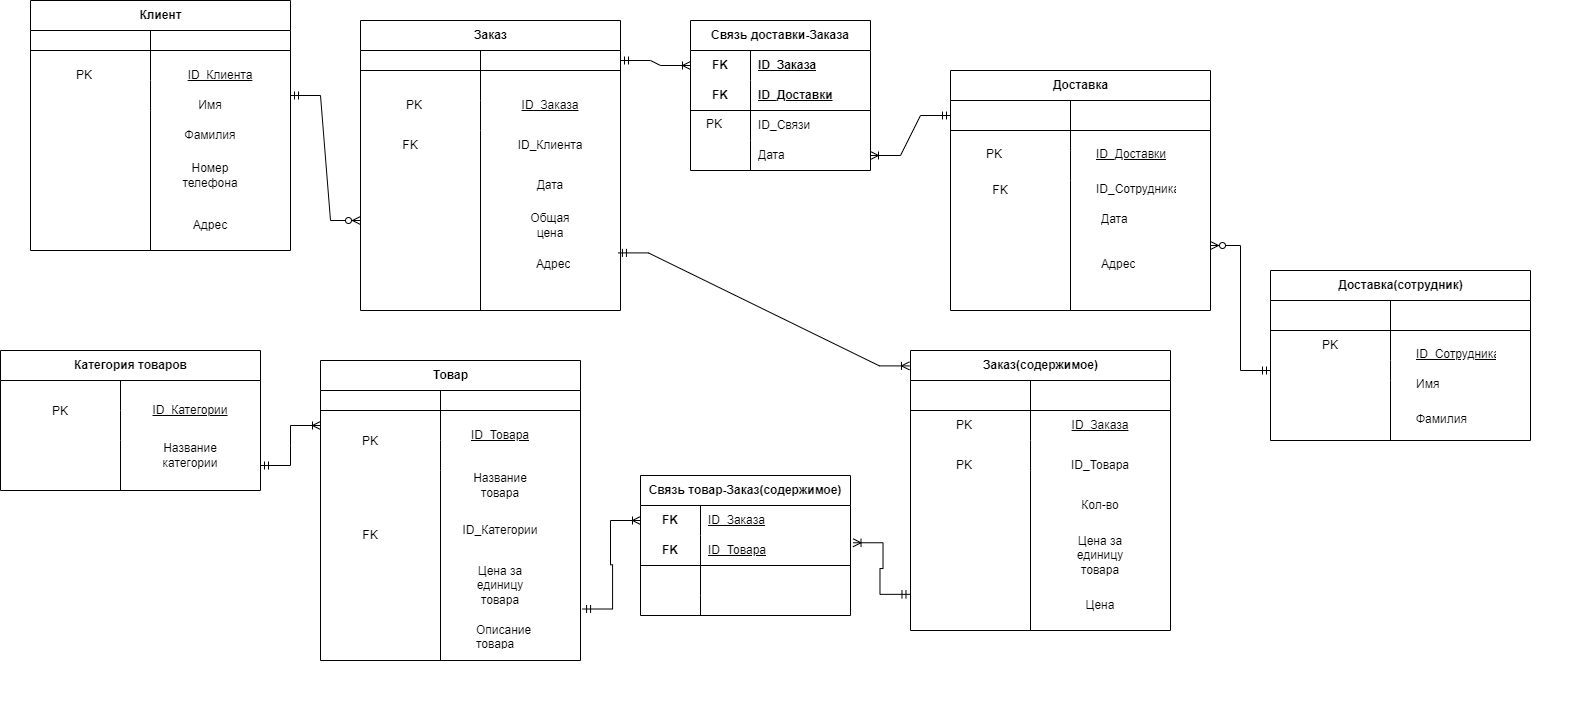 Клиент
PK
ID_Клиента
Имя
Фамилия
Номер
телефона
Адрес
Заказ
PK
ID_Заказа
FK
ID_Клиента
Дата
Общая
цена
Адрес
Связь доставки-Заказа
FK
ID_Заказа
FK
ID_Доставки
PK
ID_Связи
Дата
Доставка
PK
ID_Доставки
FK
ID_Сотрудника
Дата
Адрес
Доставка(сотрудник)
PK
ID_Сотрудника
Имя
Фамилия
Категория товаров
PK
ID_Категории
Название
категории
Товар
PK
ID_Товара
Название
товара
FK
ID_Категории
Цена за
единицу
товара
Описание
товара
Связь товар-Заказ(содержимое)
FK
ID_Заказа
FK
ID_Товара
Заказ(содержимое)
PK
ID_Заказа
PK
ID_Товара
Кол-во
Цена за
единицу
товара
Цена